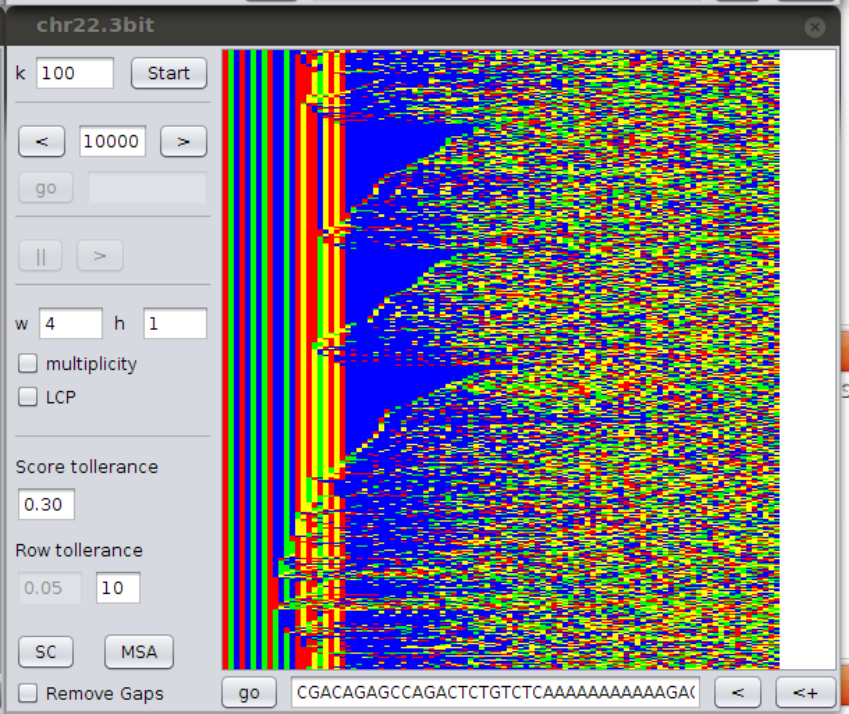 chr22.3bit
k 100 Start
< 10000 >
go
|| >
w 4 h 1
multiplicity
LCP
Score tollerance
0.30
Row tollerance
0.05 10
SC MSA
Remove Gaps
go CGACAGAGCCAGACTCTGTCTCAAAAAAAAAAAAGAC < <+